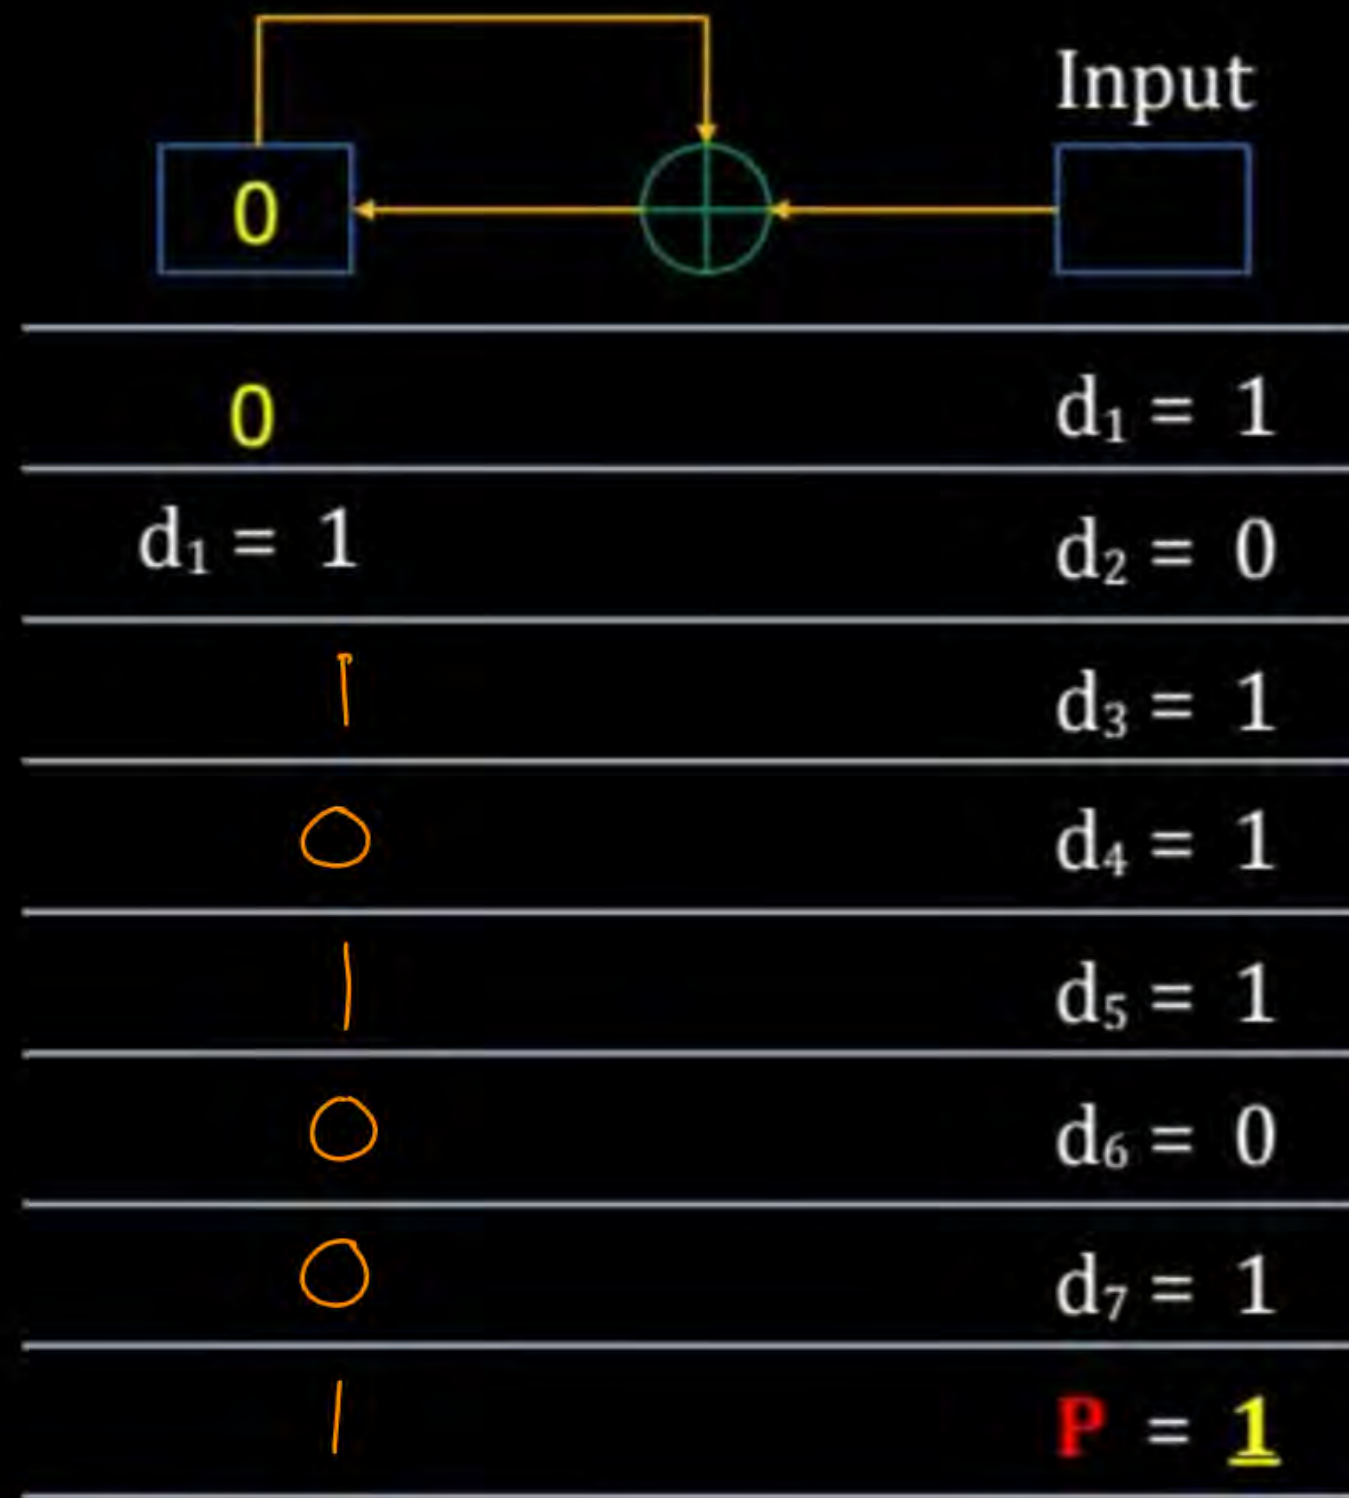 Input
0
0 d₁ = 1
d₁ = 1 d₂ = 0
1 d₃ = 1
0 d₄ = 1
1 d₅ = 1
0 d₆ = 0
0 d₇ = 1
1 P = 1